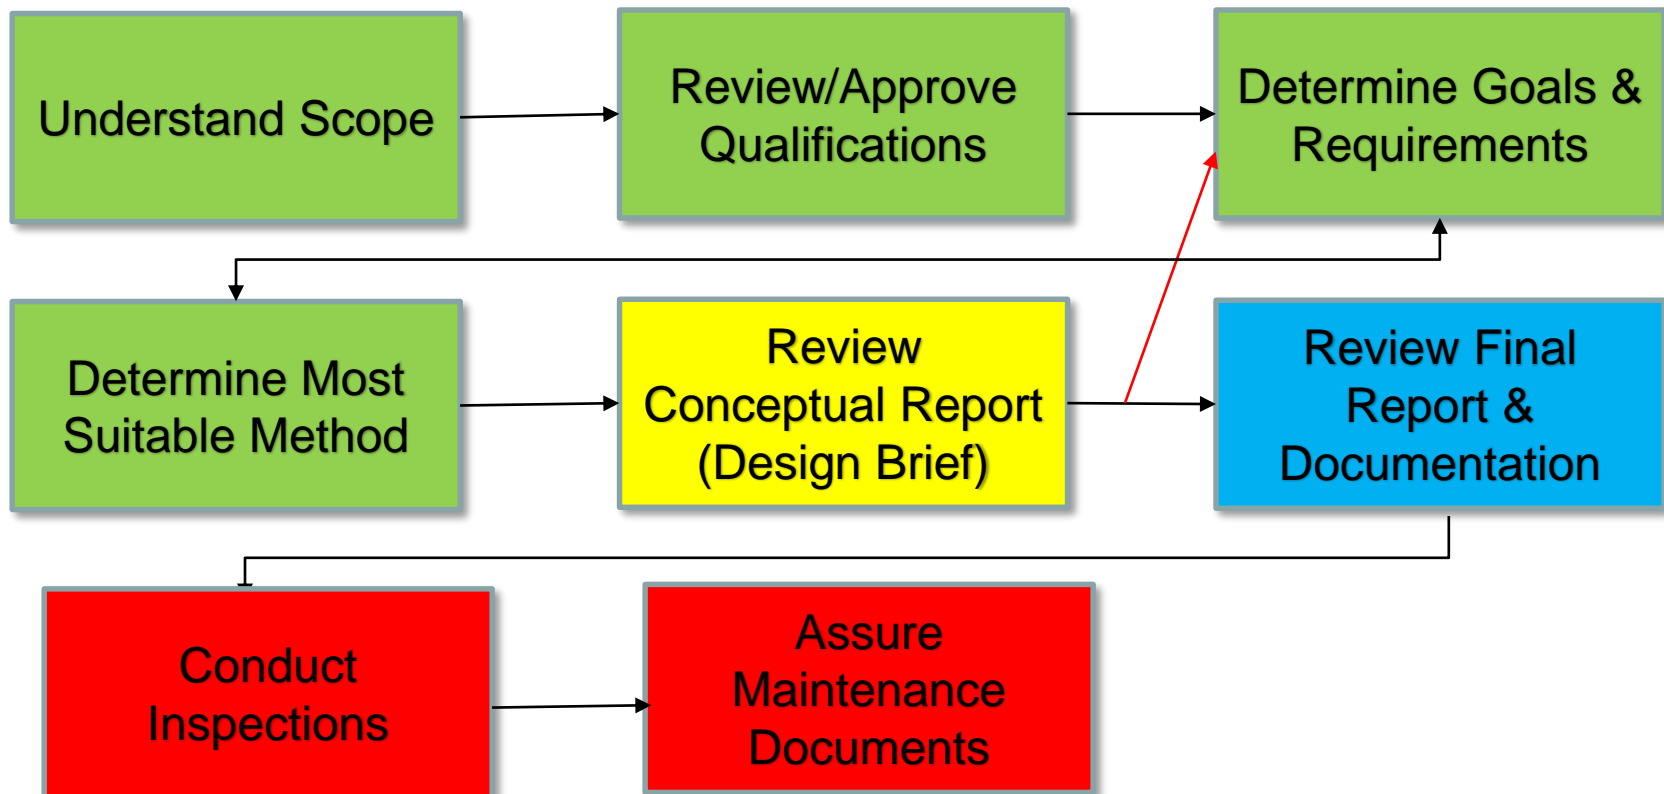 Understand Scope
Review/Approve
Qualifications
Determine Goals &
Requirements
Determine Most
Suitable Method
Review
Conceptual Report
(Design Brief)
Review Final
Report &
Documentation
Conduct
Inspections
Assure
Maintenance
Documents